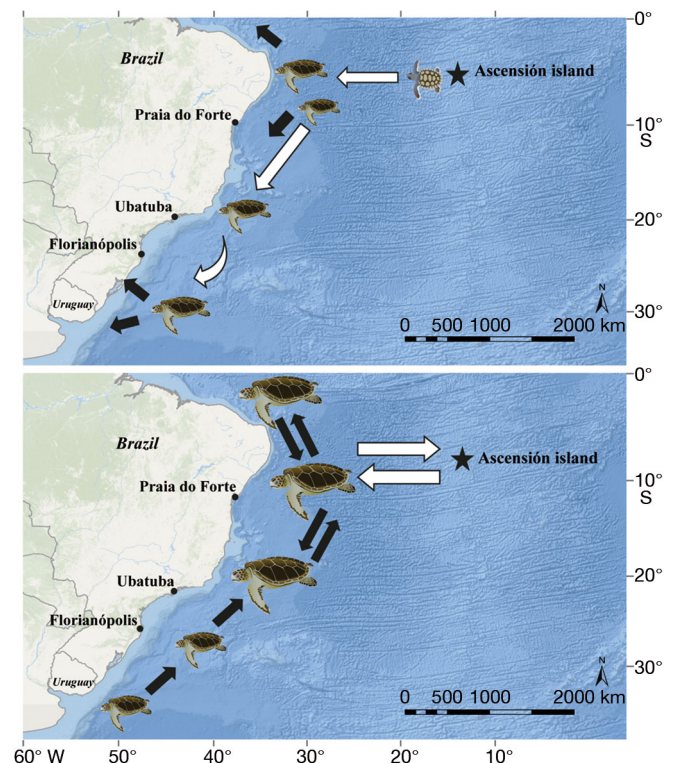 0°
Brazil
Ascensión island
Praia do Forte
10°
S
Ubatuba
20°
Florianópolis
Uruguay
N
30°
0 500 1000 2000 km
0°
Brazil
Ascensión island
Praia do Forte
10°
S
Ubatuba
20°
Florianópolis
Uruguay
N
30°
0 500 1000 2000 km
60° W 50° 40° 30° 20° 10°